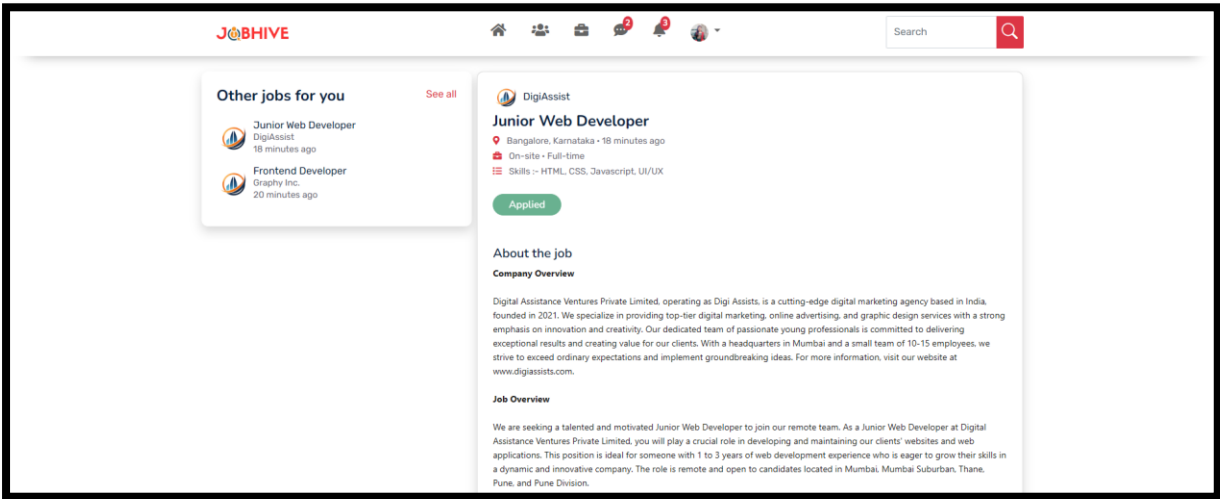 JOBHIVE
2
3
Search
Other jobs for you
See all
Junior Web Developer
DigiAssist
18 minutes ago
Frontend Developer
Graphy Inc.
20 minutes ago
DigiAssist
Junior Web Developer
Bangalore, Karnataka • 18 minutes ago
On-site • Full-time
Skills :- HTML, CSS, Javascript, UI/UX
Applied
About the job
Company Overview
Digital Assistance Ventures Private Limited, operating as Digi Assists, is a cutting-edge digital marketing agency based in India,
founded in 2021. We specialize in providing top-tier digital marketing, online advertising, and graphic design services with a strong
emphasis on innovation and creativity. Our dedicated team of passionate young professionals is committed to delivering
exceptional results and creating value for our clients. With a headquarters in Mumbai and a small team of 10-15 employees, we
strive to exceed ordinary expectations and implement groundbreaking ideas. For more information, visit our website at
www.digiassists.com.
Job Overview
We are seeking a talented and motivated Junior Web Developer to join our remote team. As a Junior Web Developer at Digital
Assistance Ventures Private Limited, you will play a crucial role in developing and maintaining our clients' websites and web
applications. This position is ideal for someone with 1 to 3 years of web development experience who is eager to grow their skills in
a dynamic and innovative company. The role is remote and open to candidates located in Mumbai, Mumbai Suburban, Thane,
Pune, and Pune Division.